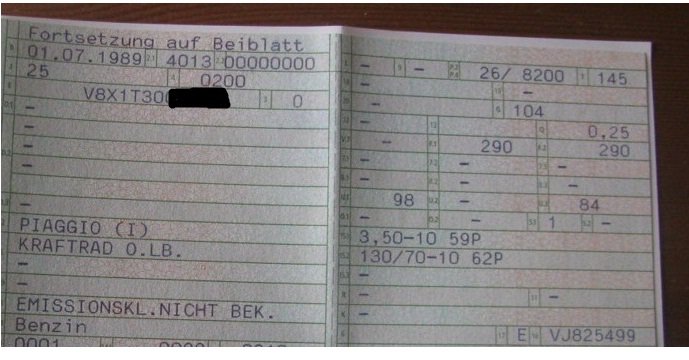 Fortsetzung auf Beiblatt
01.07.1989 4013 00000000
25 0200
V8X1T300 0
-
-
-
-
-
-
PIAGGIO (I)
KRAFTRAD O.LB.
-
-
EMISSIONSKL.NICHT BEK.
Benzin
0001
- - 26/ 8200 145
- -
- 104
- 0,25
- 290 290
- - -
- - -
98 84
- - 1 -
3,50-10 59P
130/70-10 62P
-
- -
-
E VJ825499